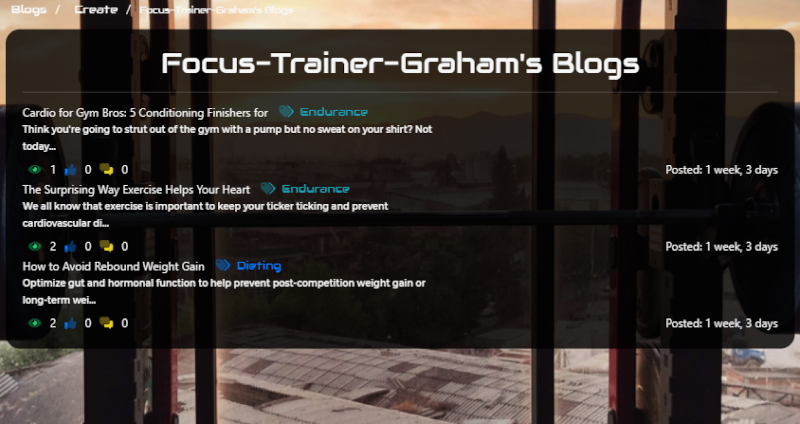 Blogs / Create / Focus-Trainer-Graham's Blogs
Focus-Trainer-Graham's Blogs
Cardio for Gym Bros: 5 Conditioning Finishers for Endurance
Think you're going to strut out of the gym with a pump but no sweat on your shirt? Not
today...
1 0 0 Posted: 1 week, 3 days
The Surprising Way Exercise Helps Your Heart Endurance
We all know that exercise is important to keep your ticker ticking and prevent
cardiovascular di...
2 0 0 Posted: 1 week, 3 days
How to Avoid Rebound Weight Gain Dieting
Optimize gut and hormonal function to help prevent post-competition weight gain or
long-term wei...
2 0 0 Posted: 1 week, 3 days